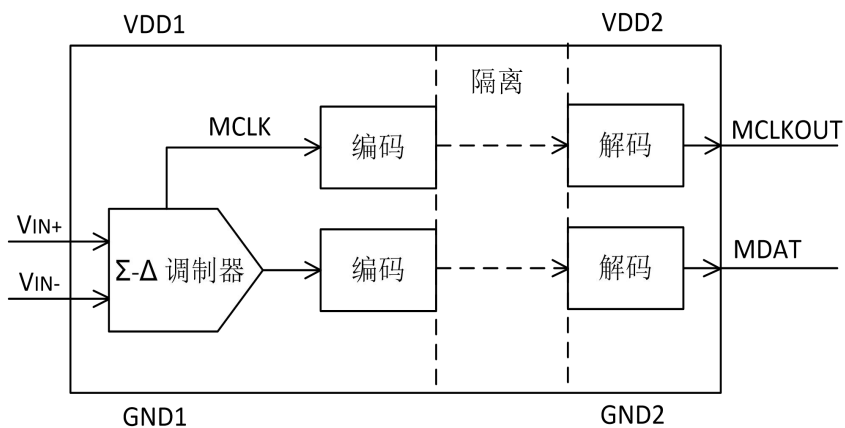 VDD1
VDD2
隔离
MCLK
编码
解码
MCLKOUT
VIN+
Σ-Δ 调制器
编码
解码
MDAT
VIN-
GND1
GND2